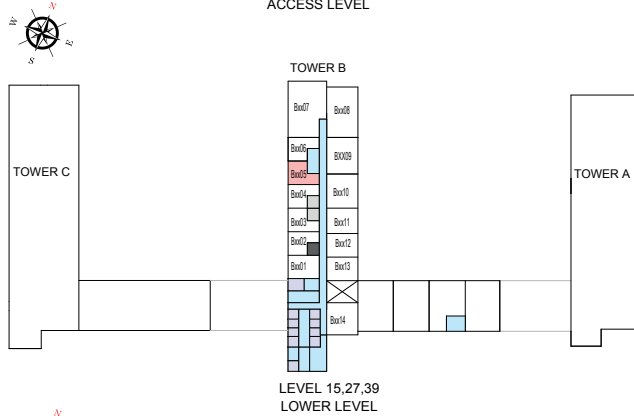 ACCESS LEVEL
N
W
E
S
TOWER B
Bxx07
Bxx08
Bxx06
BXX09
Bxx05
TOWER C
TOWER A
Bxx04
Bxx10
Bxx03
Bxx11
Bxx02
Bxx12
Bxx01
Bxx13
Bxx14
LEVEL 15,27,39
LOWER LEVEL
N